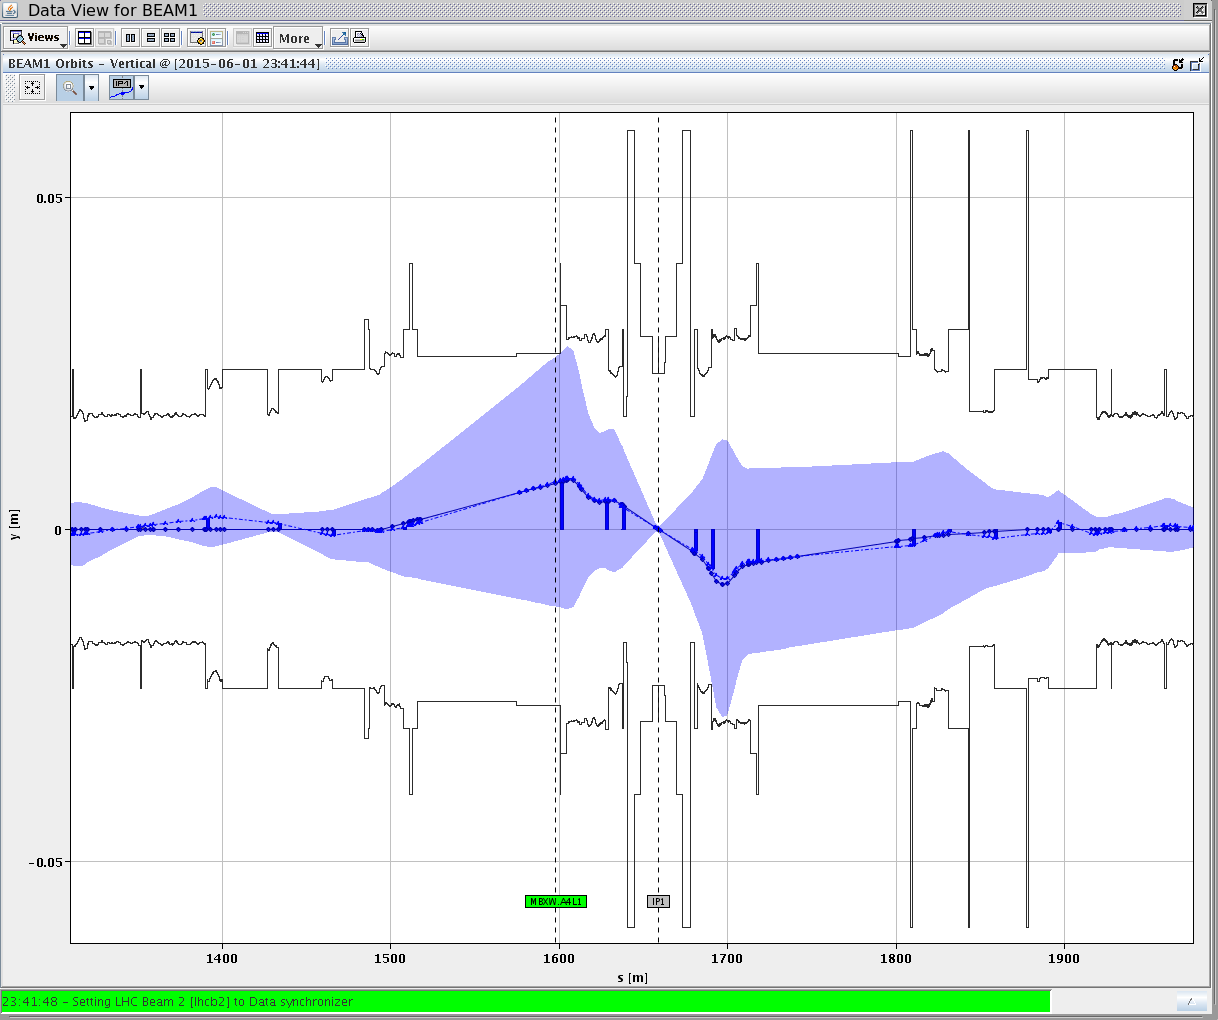 Data View for BEAM1
Views
More
BEAM1 Orbits - Vertical @ [2015-06-01 23:41:44]
IP1
0.05
0
-0.05
y [m]
MBXW.A4L1
IP1
1400
1500
1600
1700
1800
1900
s [m]
23:41:48 - Setting LHC Beam 2 [lhcb2] to Data synchronizer